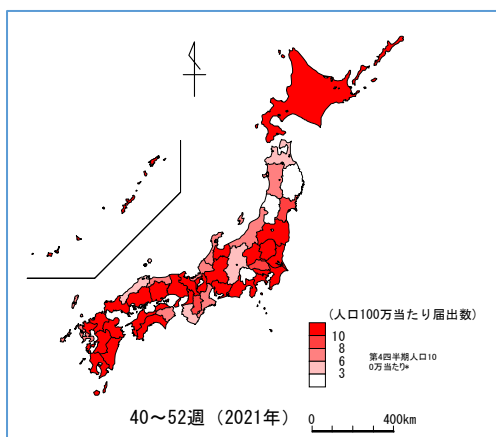 (人口100万当たり届出数)
10
8
6
3
第4四半期人口10
0万当たり*
40～52週 (2021年)
0
400km